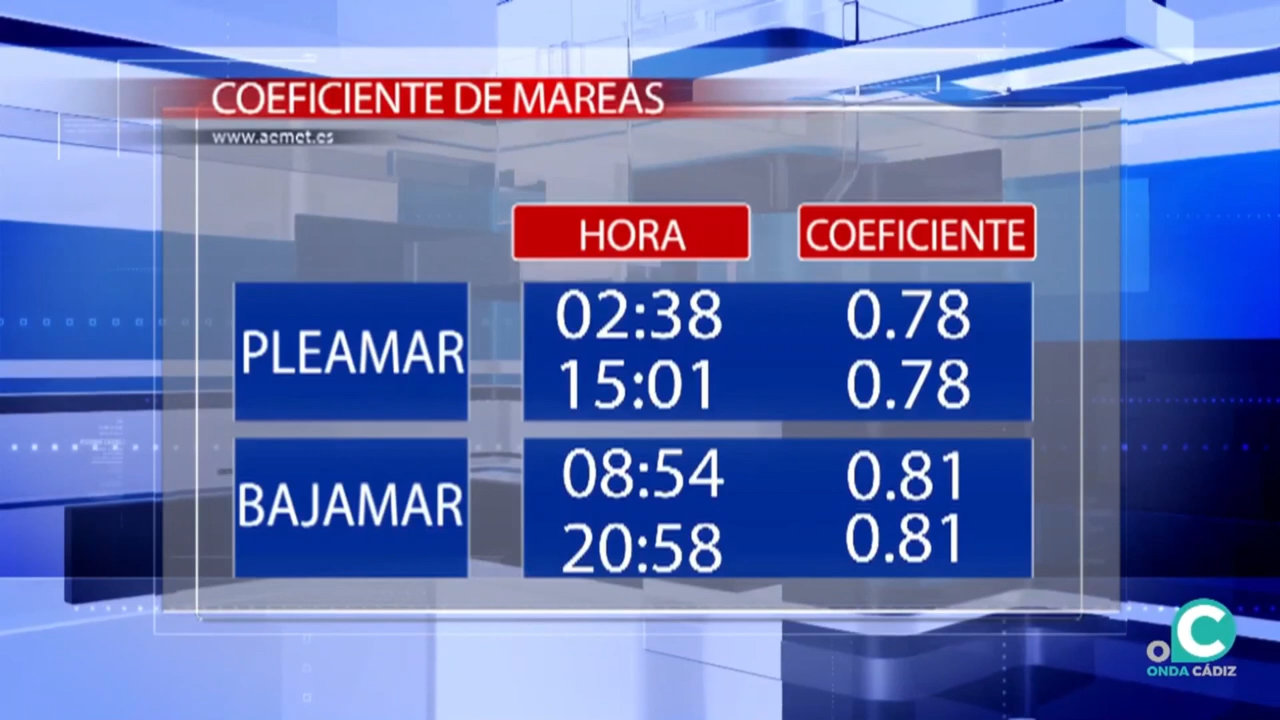 COEFICIENTE DE MAREAS
www.aemet.es
HORA COEFICIENTE
PLEAMAR
02:38 0.78
15:01 0.78
BAJAMAR
08:54 0.81
20:58 0.81
OC
ONDA CÁDIZ